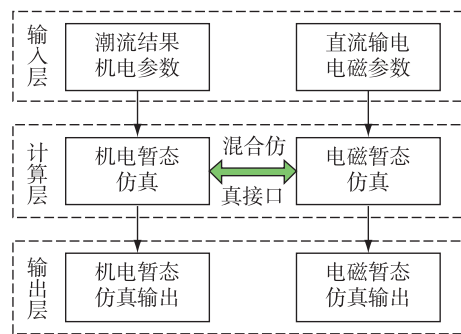 输入层
潮流结果
机电参数
直流输电
电磁参数
计算层
机电暂态
仿真
混合仿
真接口
电磁暂态
仿真
输出层
机电暂态
仿真输出
电磁暂态
仿真输出